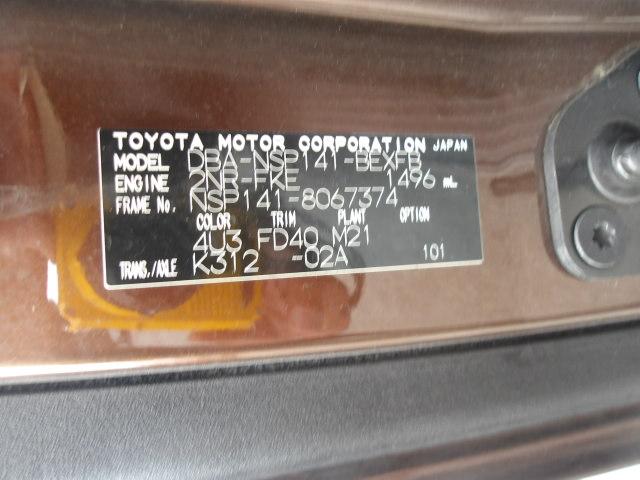 TOYOTA MOTOR CORPORATION JAPAN
MODEL DBA-NSP141-BEXFB
ENGINE 2NR-FKE 1496 mL
FRAME No. NSP141-8067374
COLOR TRIM PLANT OPTION
4U3 FD40 M21
TRANS./AXLE K312 -02A 101